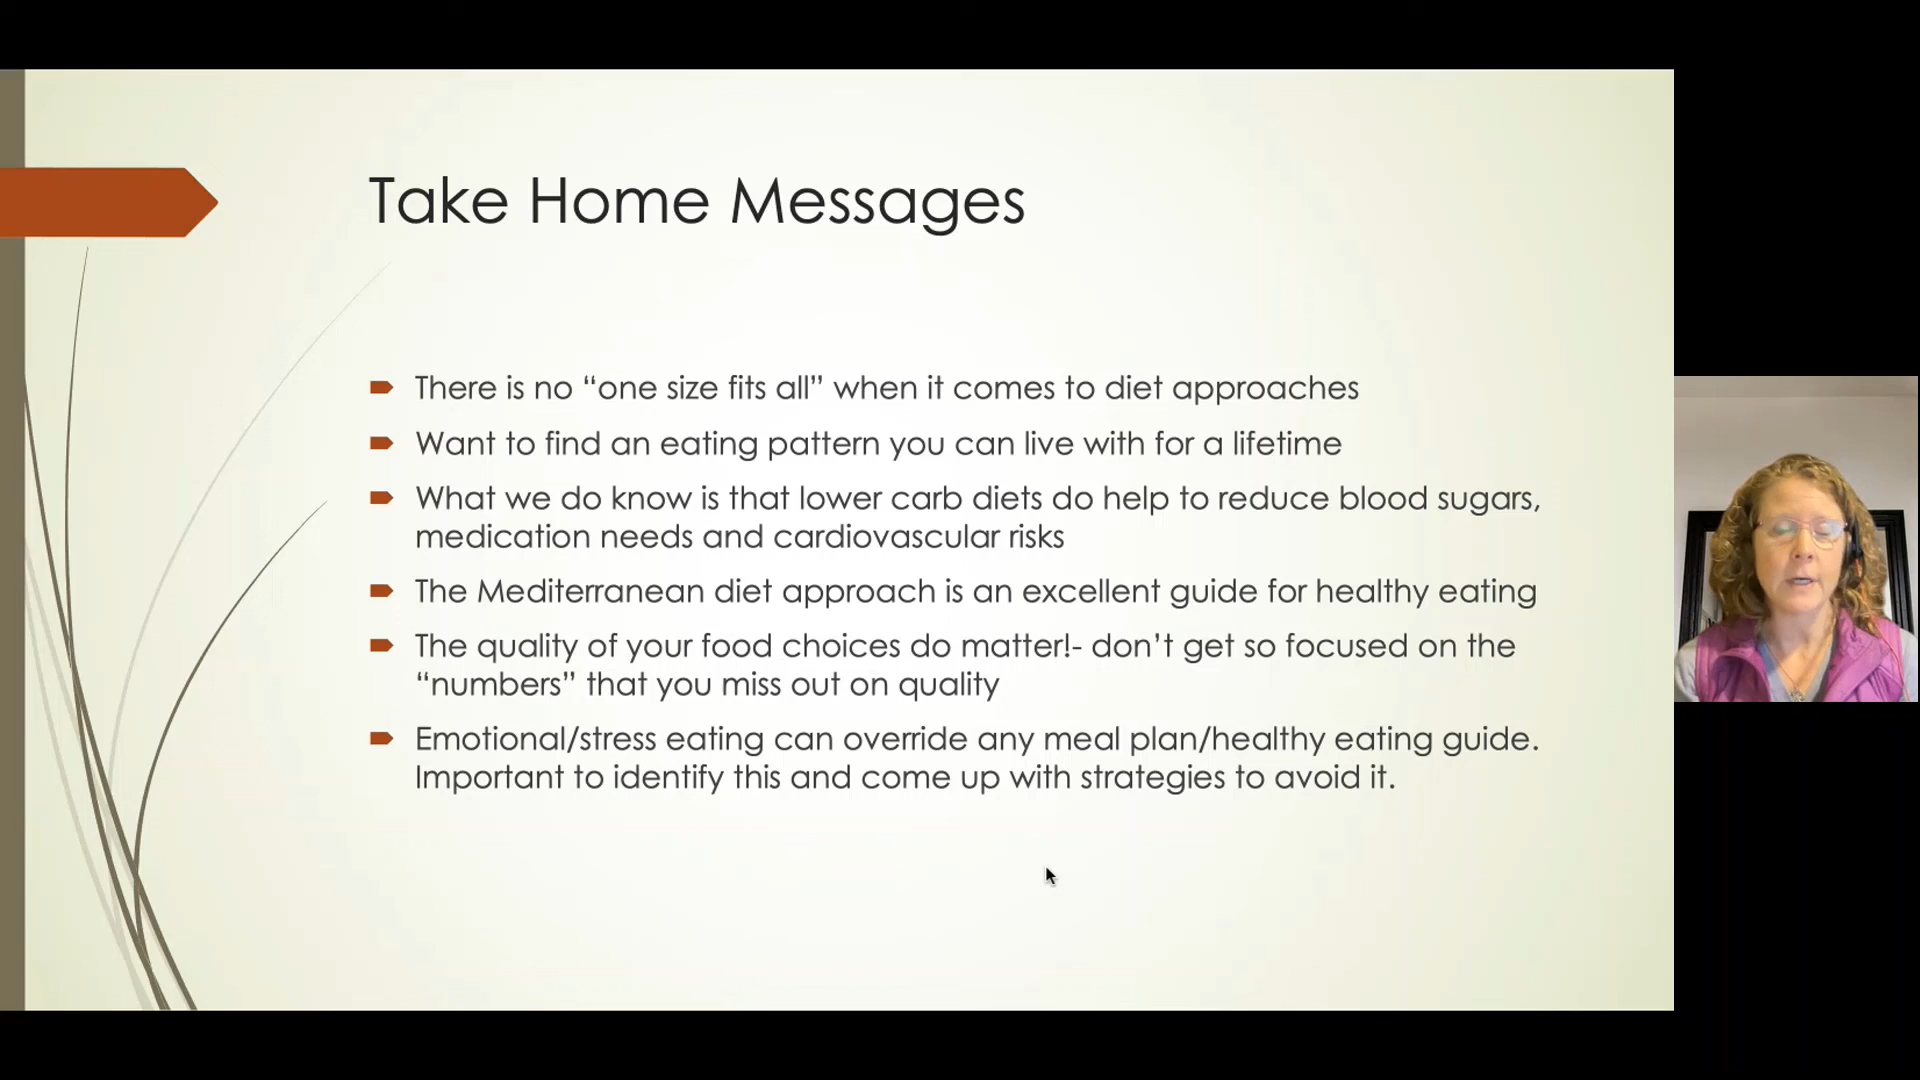 Take Home Messages
There is no “one size fits all” when it comes to diet approaches
Want to find an eating pattern you can live with for a lifetime
What we do know is that lower carb diets do help to reduce blood sugars,
medication needs and cardiovascular risks
The Mediterranean diet approach is an excellent guide for healthy eating
The quality of your food choices do matter!- don’t get so focused on the
“numbers” that you miss out on quality
Emotional/stress eating can override any meal plan/healthy eating guide.
Important to identify this and come up with strategies to avoid it.